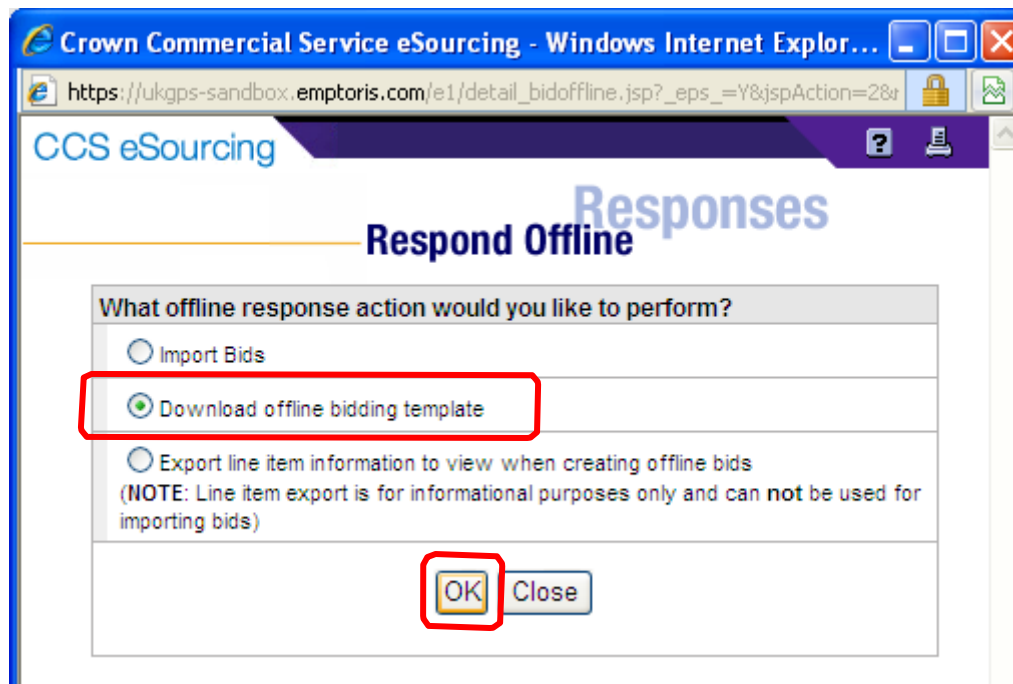 Crown Commercial Service eSourcing - Windows Internet Explor...
https://ukgps-sandbox.emptoris.com/e1/detail_bidoffline.jsp?_eps_=Y&jspAction=2&r
CCS eSourcing
?
Responses
Respond Offline
What offline response action would you like to perform?
Import Bids
Download offline bidding template
Export line item information to view when creating offline bids
(NOTE: Line item export is for informational purposes only and can not be used for
importing bids)
OK Close